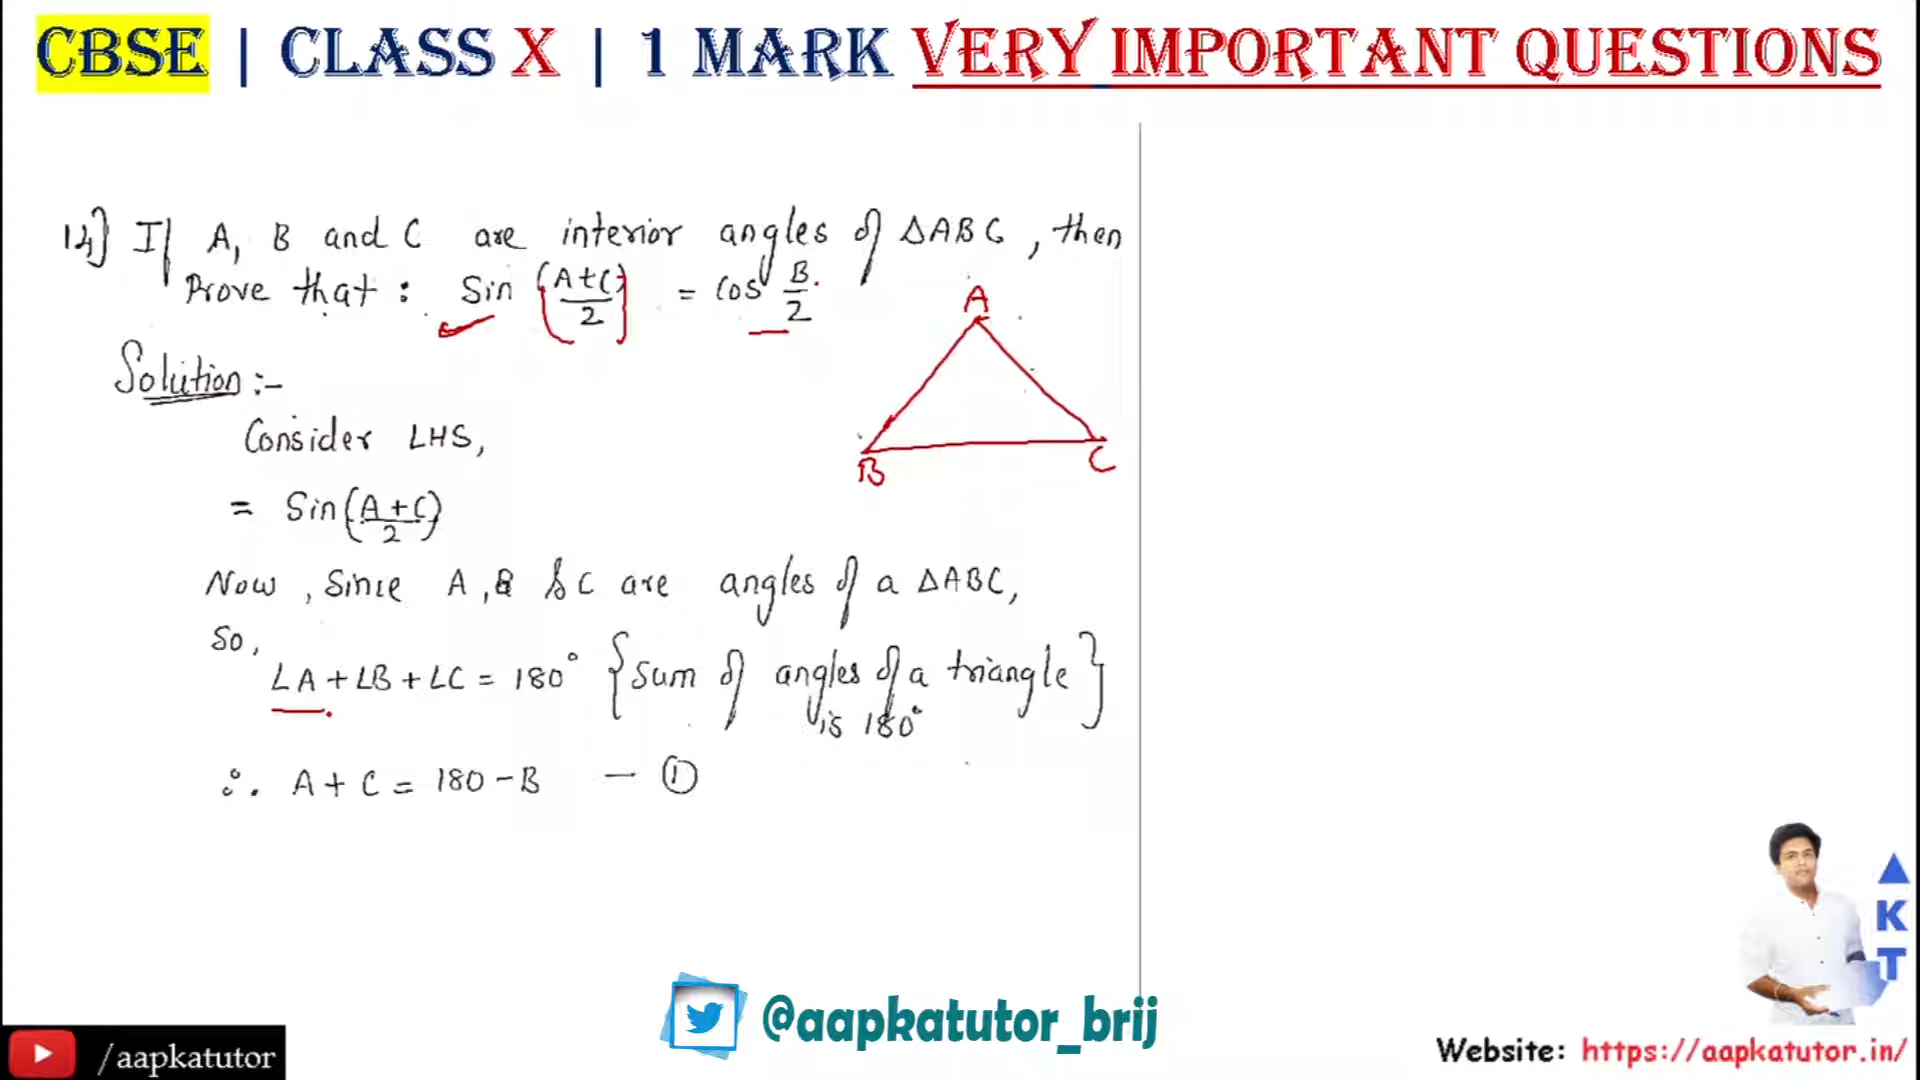 CBSE | CLASS X | 1 MARK VERY IMPORTANT QUESTIONS
14} If A, B and C are interior angles of ΔABC, then
Prove that : Sin (A+C/2) = cos B/2
A
B
C
Solution :-
Consider LHS,
= Sin(A+C/2)
Now, Since A, B & C are angles of a ΔABC,
So,
∠A + ∠B + ∠C = 180° {sum of angles of a triangle}
is 180°
∴ A + C = 180 - B — ①
AKT
@aapkatutor_brij
/aapkatutor
Website: https://aapkatutor.in/